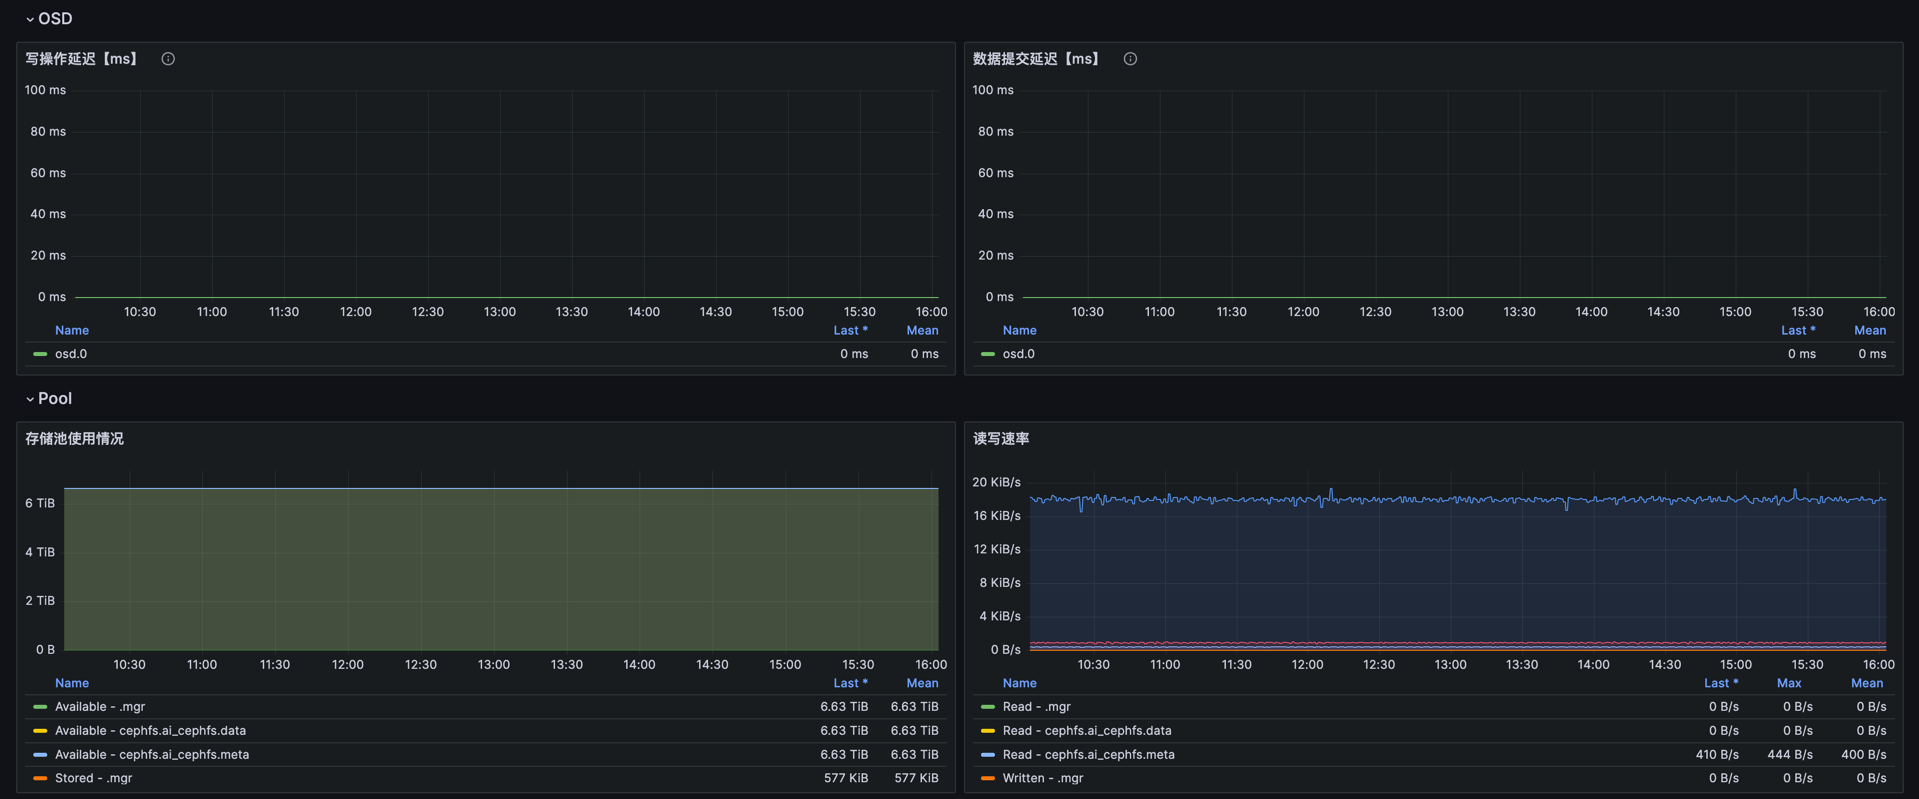 OSD
写操作延迟【ms】
100 ms
80 ms
60 ms
40 ms
20 ms
0 ms
10:30 11:00 11:30 12:00 12:30 13:00 13:30 14:00 14:30 15:00 15:30 16:00
Name Last * Mean
osd.0 0 ms 0 ms
数据提交延迟【ms】
100 ms
80 ms
60 ms
40 ms
20 ms
0 ms
10:30 11:00 11:30 12:00 12:30 13:00 13:30 14:00 14:30 15:00 15:30 16:00
Name Last * Mean
osd.0 0 ms 0 ms
Pool
存储池使用情况
6 TiB
4 TiB
2 TiB
0 B
10:30 11:00 11:30 12:00 12:30 13:00 13:30 14:00 14:30 15:00 15:30 16:00
Name Last * Mean
Available - .mgr 6.63 TiB 6.63 TiB
Available - cephfs.ai_cephfs.data 6.63 TiB 6.63 TiB
Available - cephfs.ai_cephfs.meta 6.63 TiB 6.63 TiB
Stored - .mgr 577 KiB 577 KiB
读写速率
20 KiB/s
16 KiB/s
12 KiB/s
8 KiB/s
4 KiB/s
0 B/s
10:30 11:00 11:30 12:00 12:30 13:00 13:30 14:00 14:30 15:00 15:30 16:00
Name Last * Max Mean
Read - .mgr 0 B/s 0 B/s 0 B/s
Read - cephfs.ai_cephfs.data 0 B/s 0 B/s 0 B/s
Read - cephfs.ai_cephfs.meta 410 B/s 444 B/s 400 B/s
Written - .mgr 0 B/s 0 B/s 0 B/s